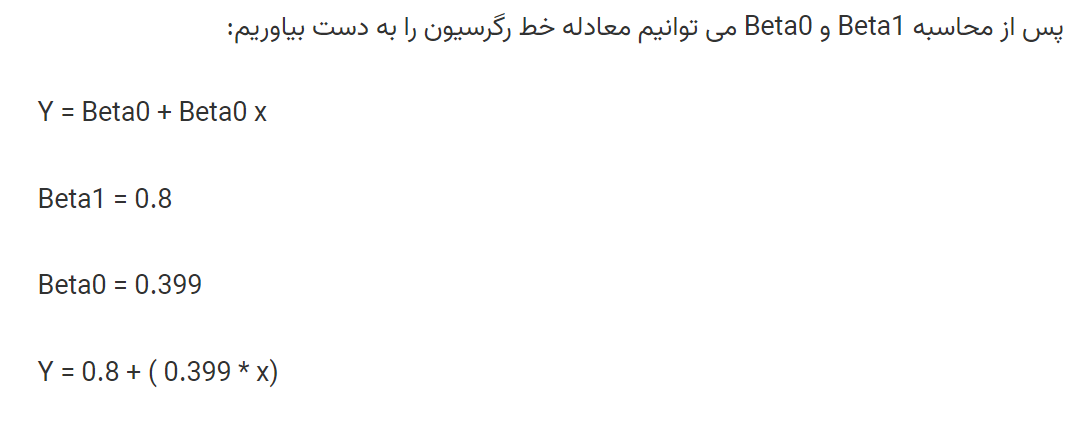 پس از محاسبه Beta1 و Beta0 می توانیم معادله خط رگرسیون را به دست بیاوریم:
Y = Beta0 + Beta0 x
Beta1 = 0.8
Beta0 = 0.399
Y = 0.8 + ( 0.399 * x)